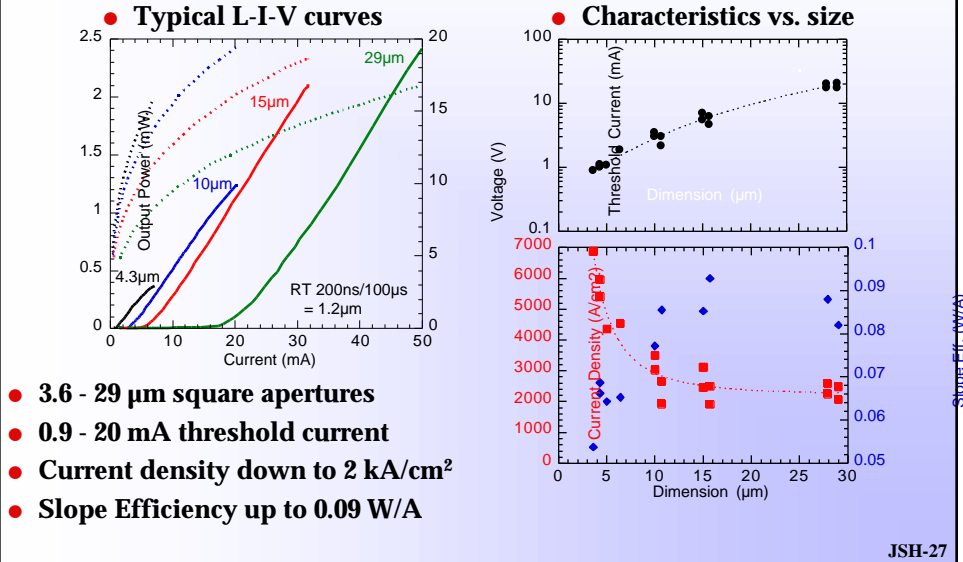 • Typical L-I-V curves
2.5
2
1.5
1
0.5
0
Output Power (mW)
20
15
10
5
0
Voltage (V)
4.3µm
10µm
15µm
29µm
RT 200ns/100µs
= 1.2µm
0 10 20 30 40 50
Current (mA)
• Characteristics vs. size
100
10
1
0.1
Threshold Current (mA)
Dimension (µm)
7000
6000
5000
4000
3000
2000
1000
0
Current Density (A/cm2)
0.1
0.09
0.08
0.07
0.06
0.05
Slope Eff. (W/A)
0 5 10 15 20 25 30
Dimension (µm)
• 3.6 - 29 µm square apertures
• 0.9 - 20 mA threshold current
• Current density down to 2 kA/cm²
• Slope Efficiency up to 0.09 W/A
JSH-27